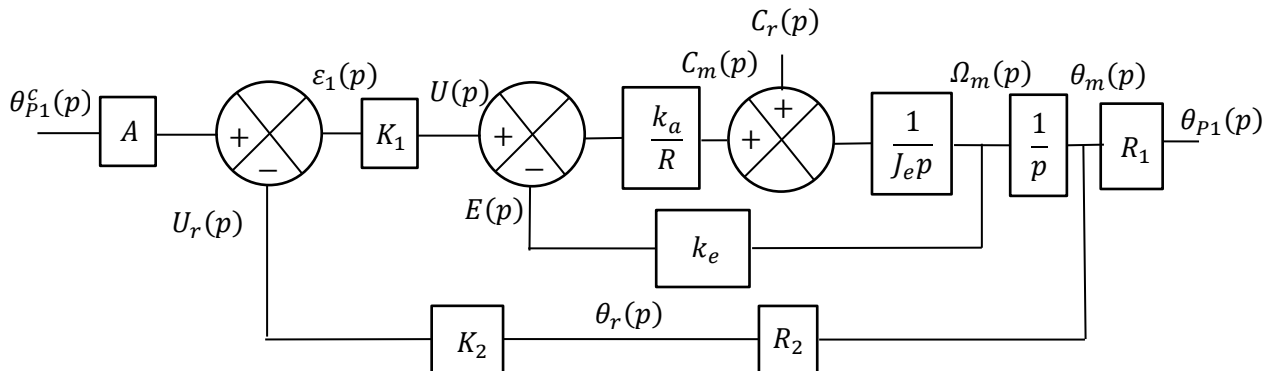 C_r(p)
θ_{P1}^c(p)
A
+
−
ε_1(p)
K_1
U(p)
+
−
k_a
R
C_m(p)
+
+
1
J_e p
Ω_m(p)
1
p
θ_m(p)
R_1
θ_{P1}(p)
E(p)
k_e
U_r(p)
K_2
θ_r(p)
R_2